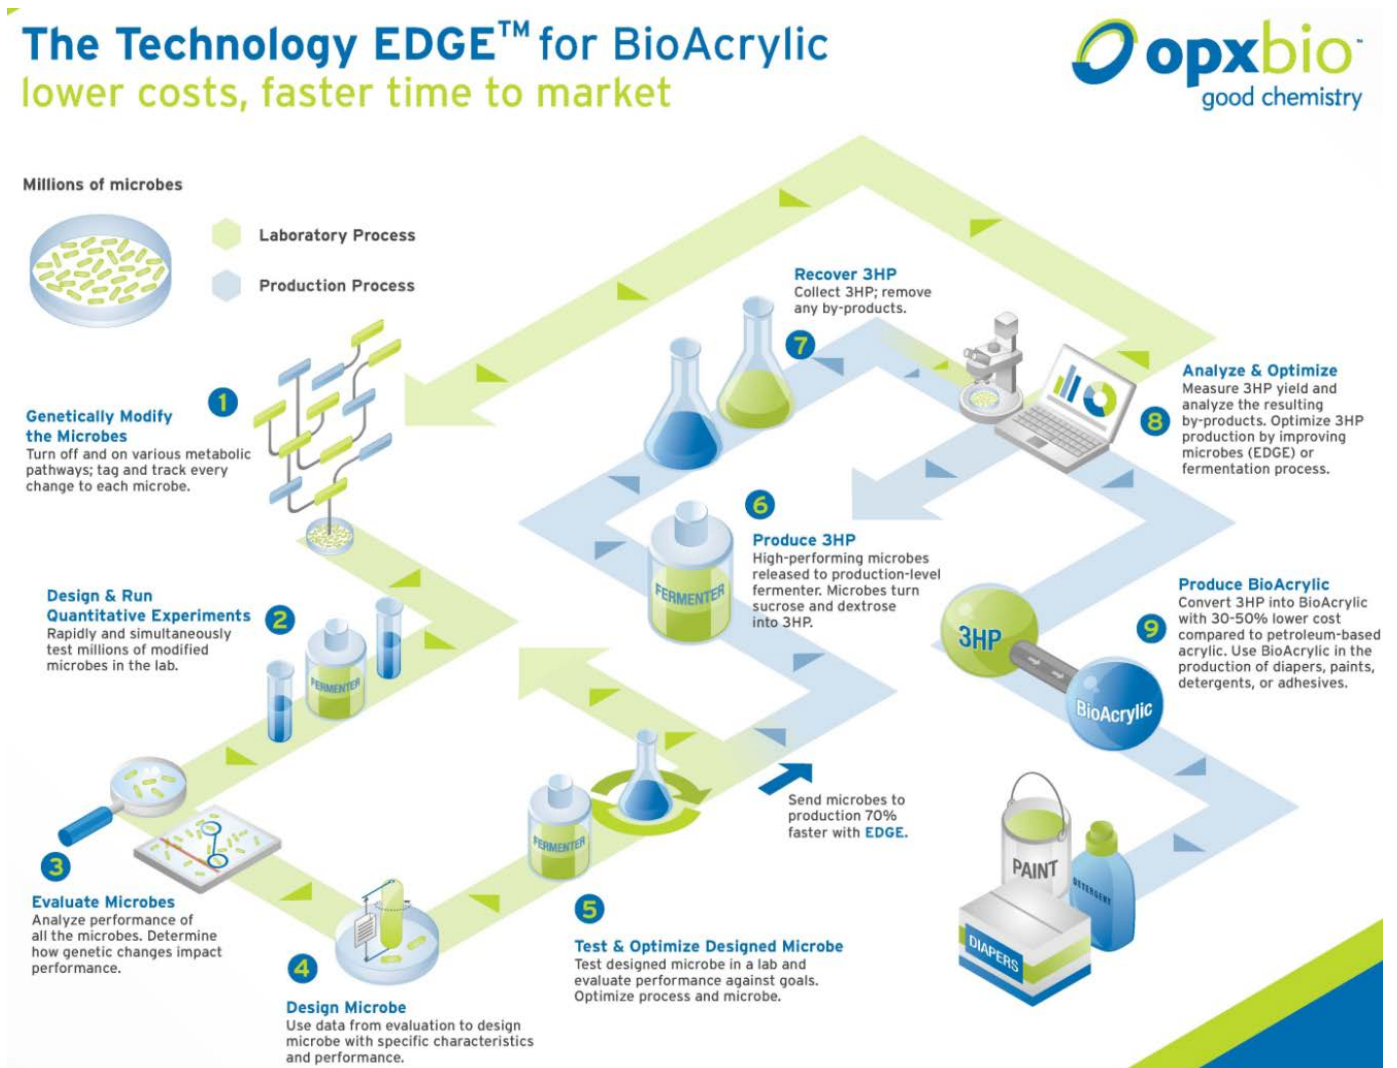 The Technology EDGE™ for BioAcrylic
lower costs, faster time to market
opxbio™
good chemistry
Millions of microbes
Laboratory Process
Production Process
1
Genetically Modify
the Microbes
Turn off and on various metabolic
pathways; tag and track every
change to each microbe.
2
Design & Run
Quantitative Experiments
Rapidly and simultaneously
test millions of modified
microbes in the lab.
FERMENTER
3
Evaluate Microbes
Analyze performance of
all the microbes. Determine
how genetic changes impact
performance.
4
Design Microbe
Use data from evaluation to design
microbe with specific characteristics
and performance.
FERMENTER
5
Test & Optimize Designed Microbe
Test designed microbe in a lab and
evaluate performance against goals.
Optimize process and microbe.
Send microbes to
production 70%
faster with EDGE.
FERMENTER
6
Produce 3HP
High-performing microbes
released to production-level
fermenter. Microbes turn
sucrose and dextrose
into 3HP.
Recover 3HP
Collect 3HP; remove
any by-products.
7
8
Analyze & Optimize
Measure 3HP yield and
analyze the resulting
by-products. Optimize 3HP
production by improving
microbes (EDGE) or
fermentation process.
3HP
BioAcrylic
9
Produce BioAcrylic
Convert 3HP into BioAcrylic
with 30-50% lower cost
compared to petroleum-based
acrylic. Use BioAcrylic in the
production of diapers, paints,
detergents, or adhesives.
PAINT
DETERGENT
DIAPERS